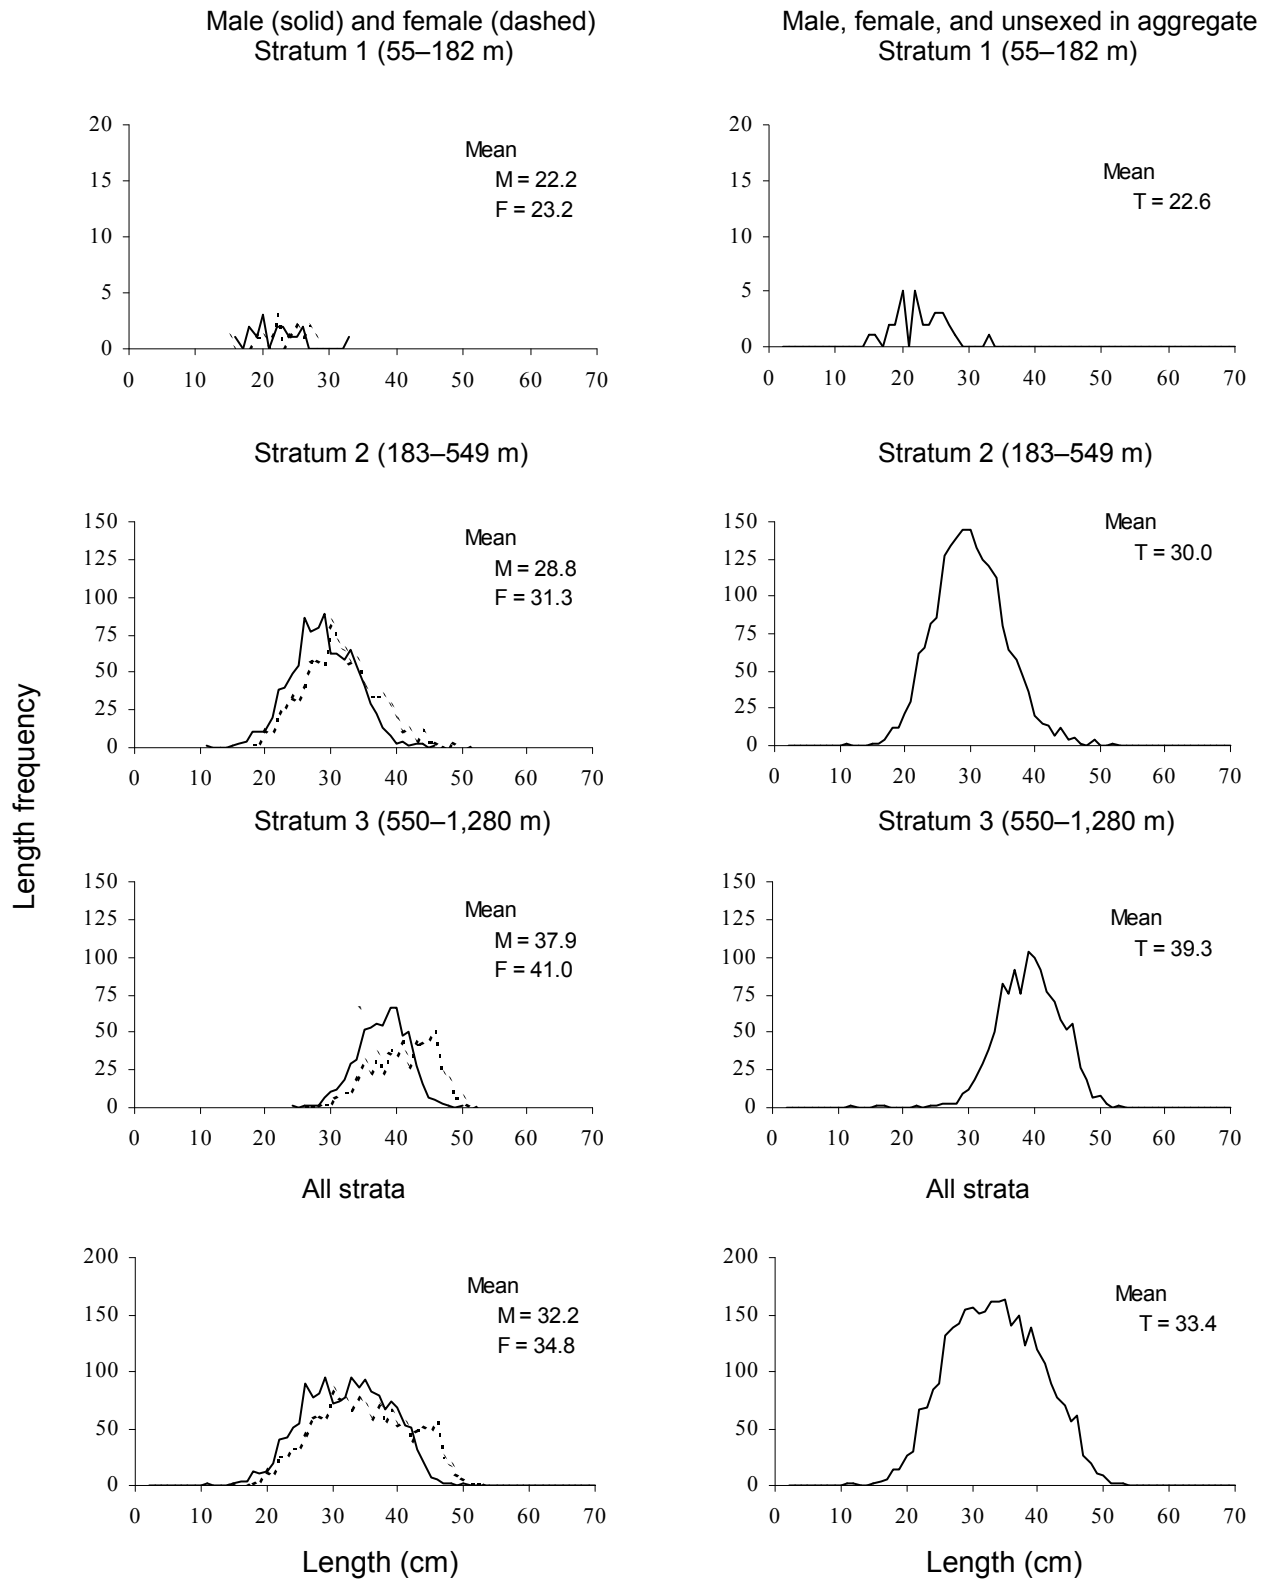 Male (solid) and female (dashed)
Stratum 1 (55–182 m)
Male, female, and unsexed in aggregate
Stratum 1 (55–182 m)
20
15
10
5
0
0 10 20 30 40 50 60 70
Mean
M = 22.2
F = 23.2
20
15
10
5
0
0 10 20 30 40 50 60 70
Mean
T = 22.6
Stratum 2 (183–549 m)
Stratum 2 (183–549 m)
150
125
100
75
50
25
0
0 10 20 30 40 50 60 70
Mean
M = 28.8
F = 31.3
150
125
100
75
50
25
0
0 10 20 30 40 50 60 70
Mean
T = 30.0
Length frequency
Stratum 3 (550–1,280 m)
Stratum 3 (550–1,280 m)
150
125
100
75
50
25
0
0 10 20 30 40 50 60 70
Mean
M = 37.9
F = 41.0
150
125
100
75
50
25
0
0 10 20 30 40 50 60 70
Mean
T = 39.3
All strata
All strata
200
150
100
50
0
0 10 20 30 40 50 60 70
Mean
M = 32.2
F = 34.8
200
150
100
50
0
0 10 20 30 40 50 60 70
Mean
T = 33.4
Length (cm)
Length (cm)